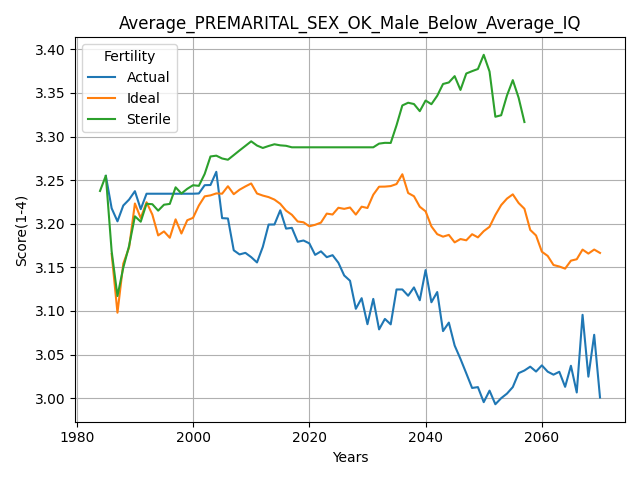 Average_PREMARITAL_SEX_OK_Male_Below_Average_IQ
Fertility
Actual
Ideal
Sterile
Score(1-4)
3.40
3.35
3.30
3.25
3.20
3.15
3.10
3.05
3.00
1980 2000 2020 2040 2060
Years